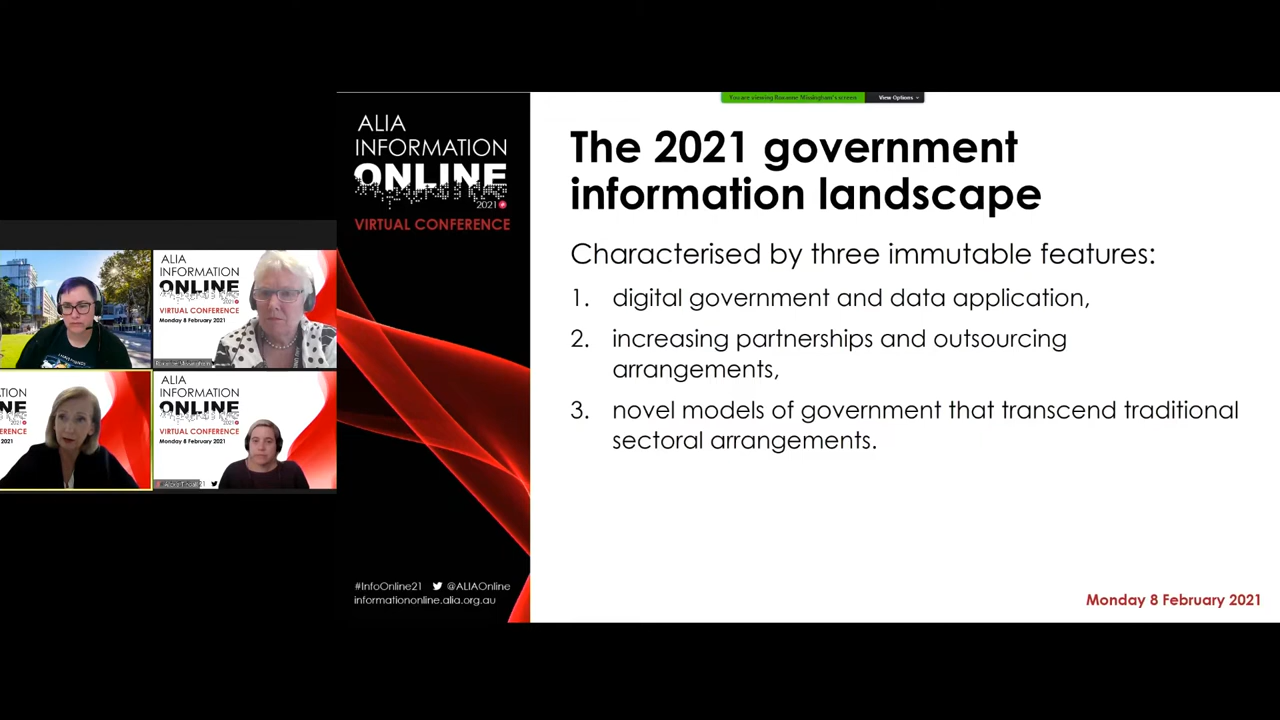 You are viewing Roxanne Missingham's screen
View Options
ALIA
INFORMATION
ONLINE
2021
VIRTUAL CONFERENCE
The 2021 government
information landscape
Characterised by three immutable features:
1. digital government and data application,
2. increasing partnerships and outsourcing
arrangements,
3. novel models of government that transcend traditional
sectoral arrangements.
#InfoOnline21 @ALIAOnline
informationonline.alia.org.au
Monday 8 February 2021
ALIA
INFORMATION
ONLINE
2021
VIRTUAL CONFERENCE
Monday 8 February 2021
Roxanne Missingham
ALIA
INFORMATION
ONLINE
2021
VIRTUAL CONFERENCE
Monday 8 February 2021